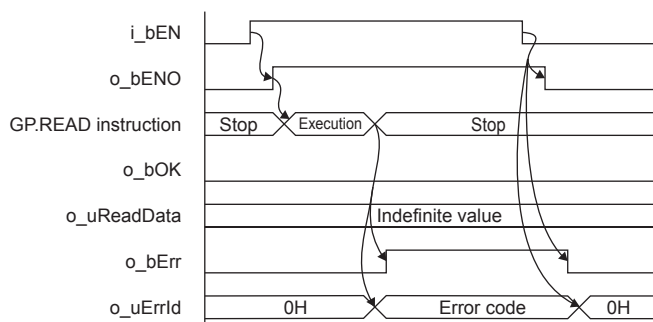 i_bEN
o_bENO
GP.READ instruction Stop Execution Stop
o_bOK
o_uReadData Indefinite value
o_bErr
o_uErrId 0H Error code 0H